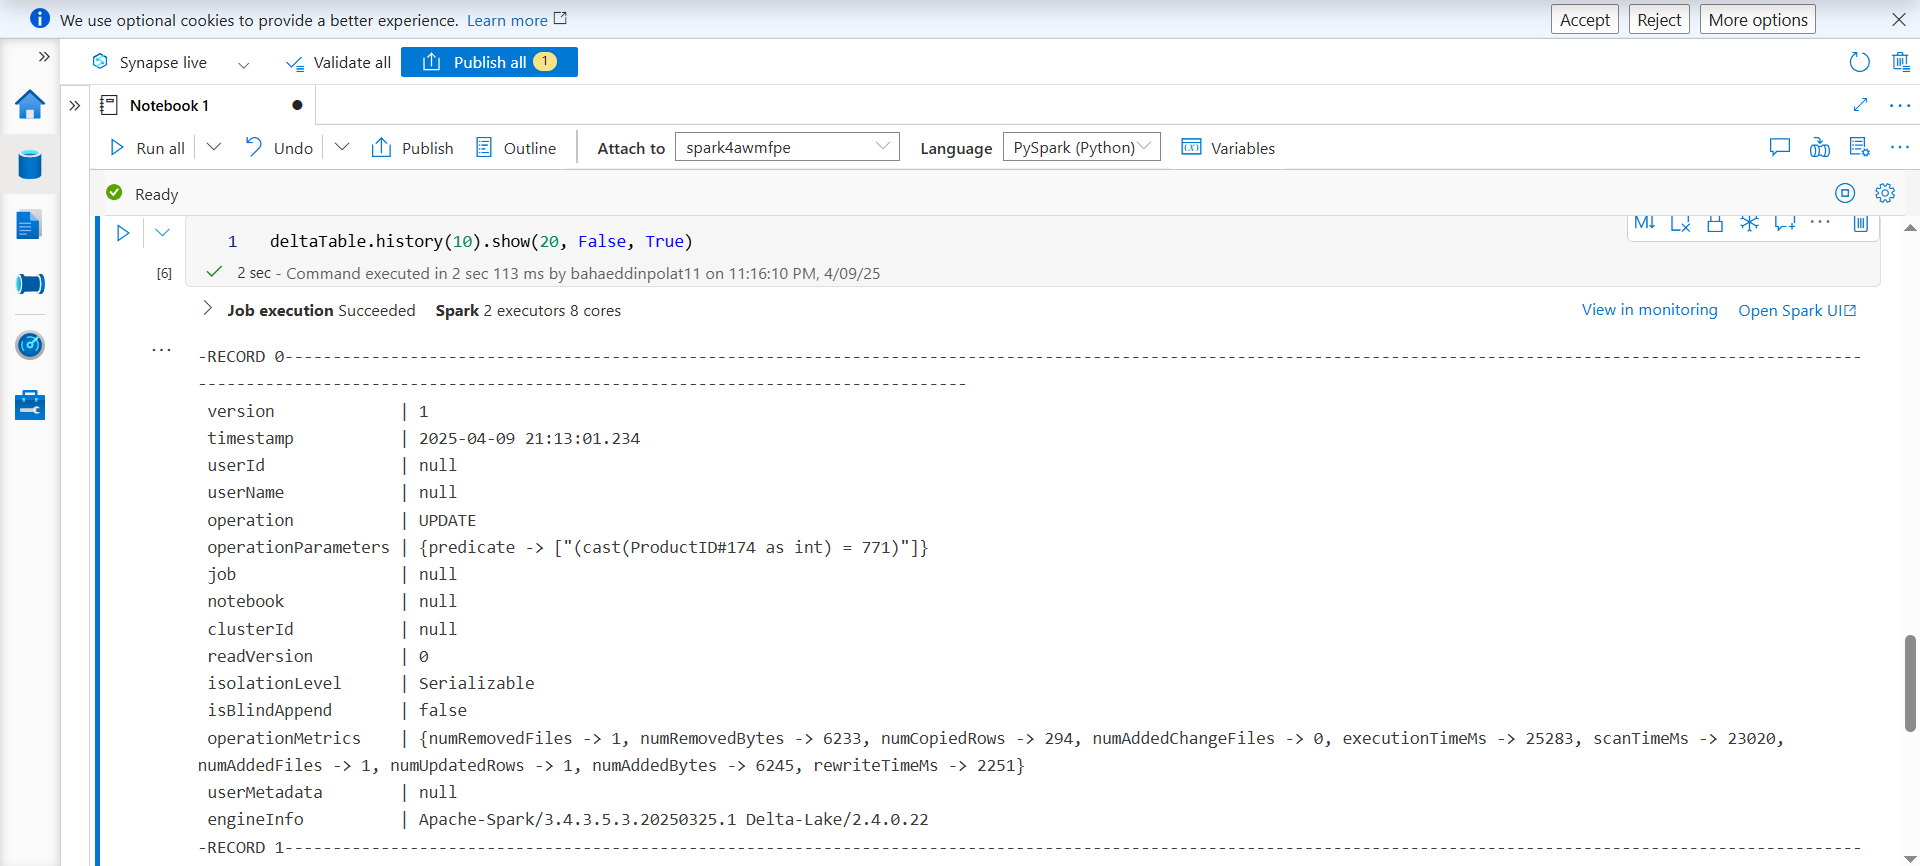 We use optional cookies to provide a better experience. Learn more
Accept
Reject
More options
Synapse live
Validate all
Publish all 1
Notebook 1
Run all
Undo
Publish
Outline
Attach to
spark4awmfpe
Language
PySpark (Python)
Variables
Ready
1 deltaTable.history(10).show(20, False, True)
[6]
2 sec - Command executed in 2 sec 113 ms by bahaeddinpolat11 on 11:16:10 PM, 4/09/25
Job execution Succeeded Spark 2 executors 8 cores
View in monitoring
Open Spark UI
-RECORD 0-------------------------------------------------------------------------------------------------------------------------------------------------------------------
--------------------------------------------------------------------------------
version | 1
timestamp | 2025-04-09 21:13:01.234
userId | null
userName | null
operation | UPDATE
operationParameters | {predicate -> ["(cast(ProductID#174 as int) = 771)"]}
job | null
notebook | null
clusterId | null
readVersion | 0
isolationLevel | Serializable
isBlindAppend | false
operationMetrics | {numRemovedFiles -> 1, numRemovedBytes -> 6233, numCopiedRows -> 294, numAddedChangeFiles -> 0, executionTimeMs -> 25283, scanTimeMs -> 23020,
numAddedFiles -> 1, numUpdatedRows -> 1, numAddedBytes -> 6245, rewriteTimeMs -> 2251}
userMetadata | null
engineInfo | Apache-Spark/3.4.3.5.3.20250325.1 Delta-Lake/2.4.0.22
-RECORD 1-------------------------------------------------------------------------------------------------------------------------------------------------------------------